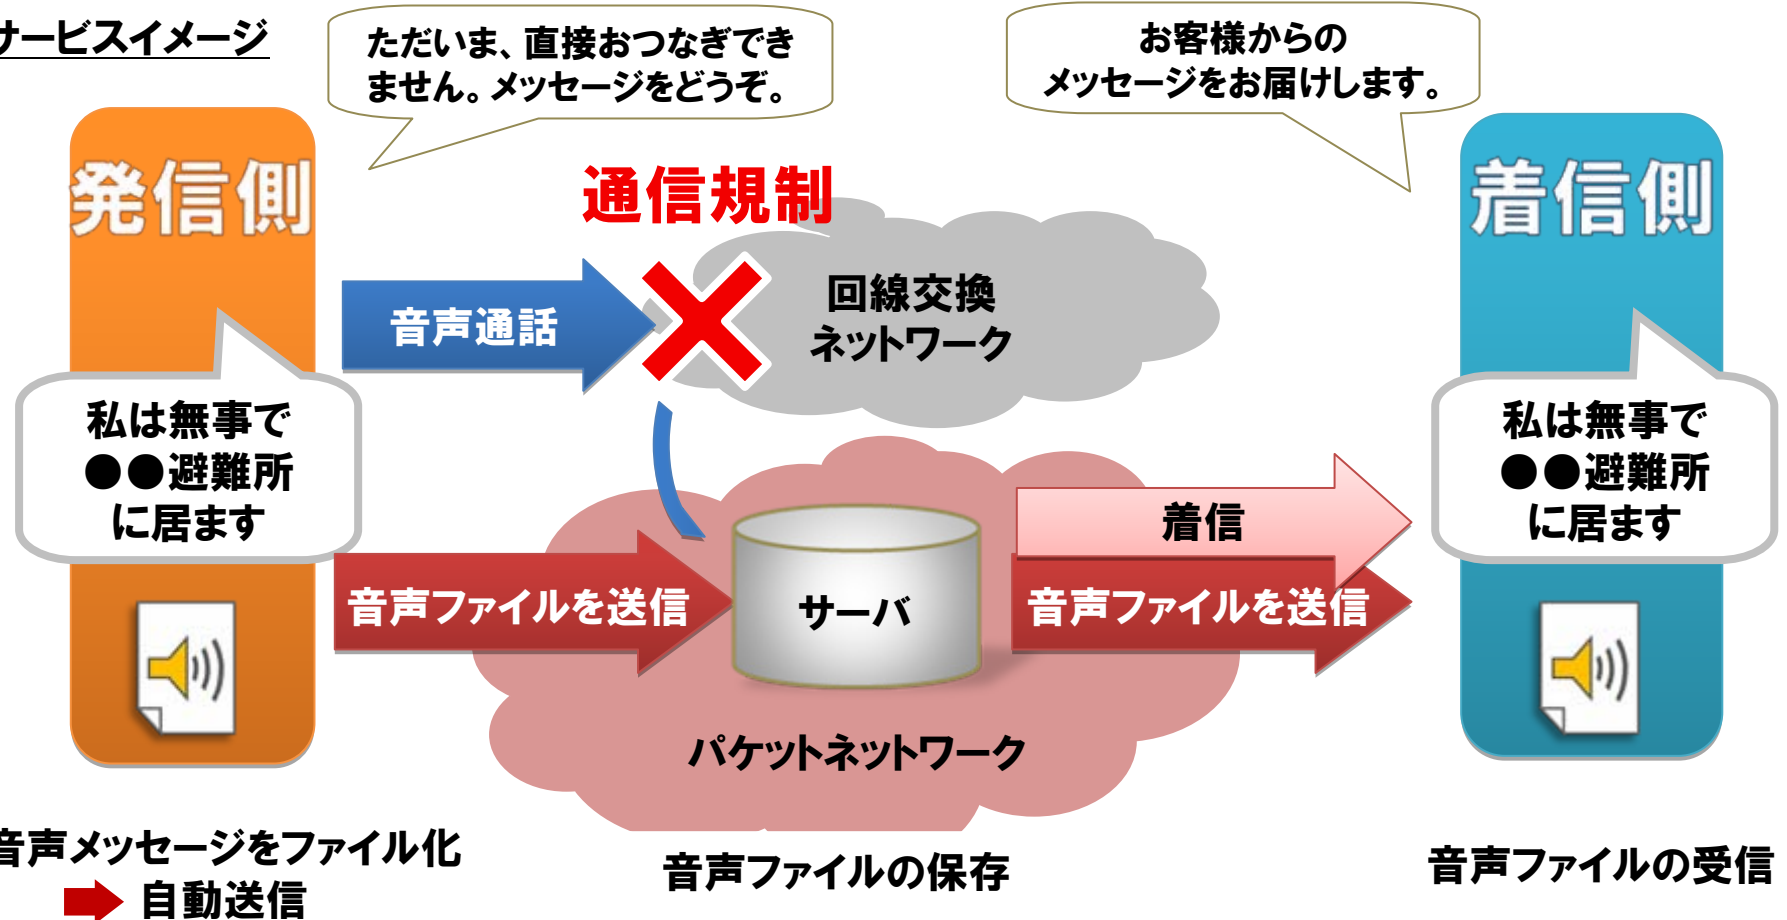 サービスイメージ
ただいま、直接おつなぎでき
ません。メッセージをどうぞ。
お客様からの
メッセージをお届けします。
発信側
通信規制
着信側
音声通話
回線交換
ネットワーク
私は無事で
●●避難所
に居ます
私は無事で
●●避難所
に居ます
着信
音声ファイルを送信
サーバ
音声ファイルを送信
パケットネットワーク
音声メッセージをファイル化
自動送信
音声ファイルの保存
音声ファイルの受信